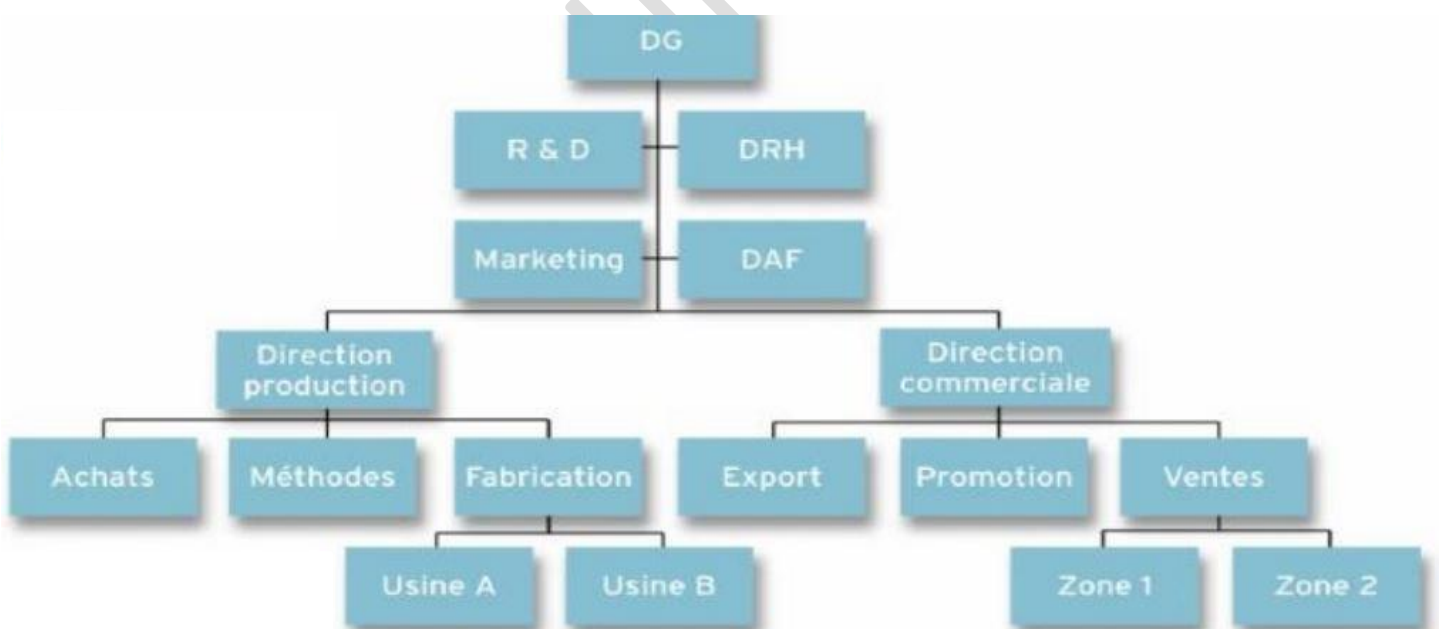 DG
R & D
DRH
Marketing
DAF
Direction
production
Direction
commerciale
Achats
Méthodes
Fabrication
Export
Promotion
Ventes
Usine A
Usine B
Zone 1
Zone 2